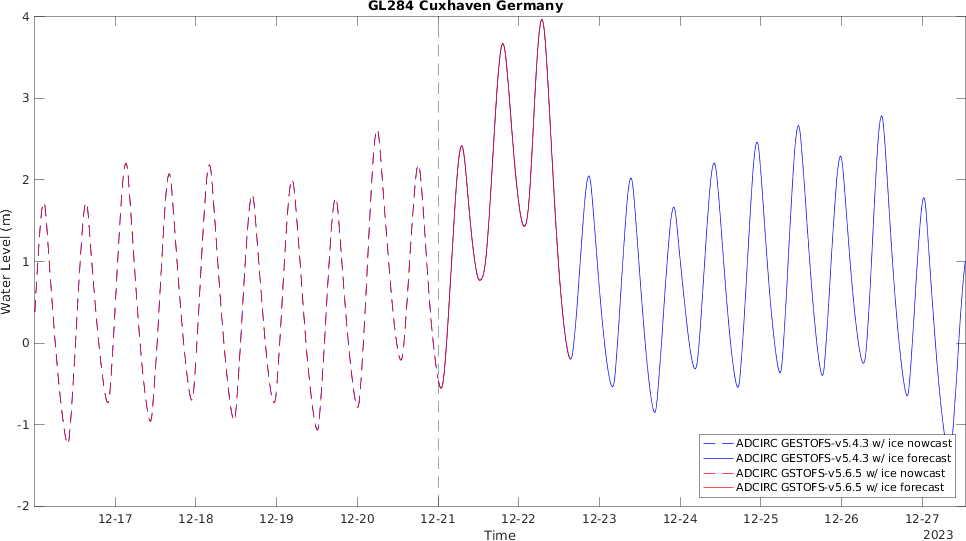 GL284 Cuxhaven Germany
4
3
2
1
0
-1
-2
Water Level (m)
12-17 12-18 12-19 12-20 12-21 12-22 12-23 12-24 12-25 12-26 12-27
Time
2023
ADCIRC GESTOFS-v5.4.3 w/ ice nowcast
ADCIRC GESTOFS-v5.4.3 w/ ice forecast
ADCIRC GSTOFS-v5.6.5 w/ ice nowcast
ADCIRC GSTOFS-v5.6.5 w/ ice forecast